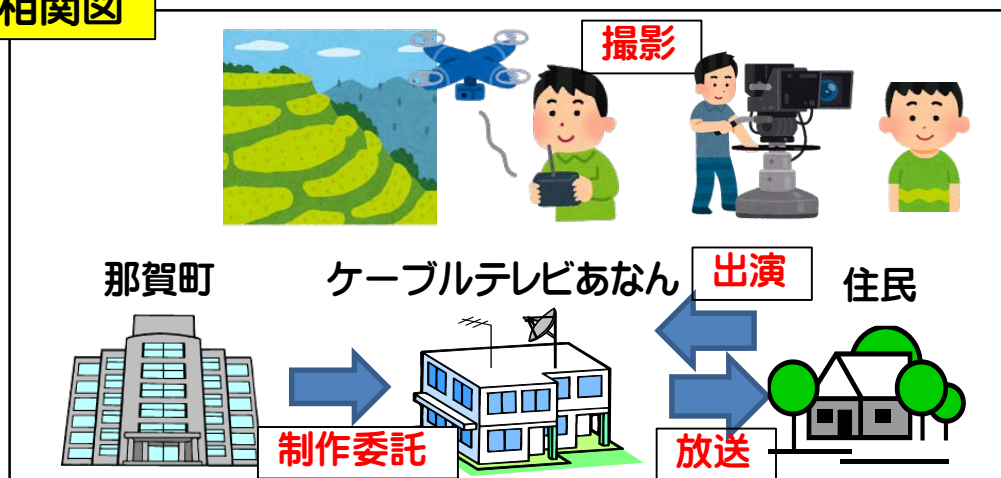 相関図
撮影
那賀町
ケーブルテレビあなん
出演
住民
制作委託
放送